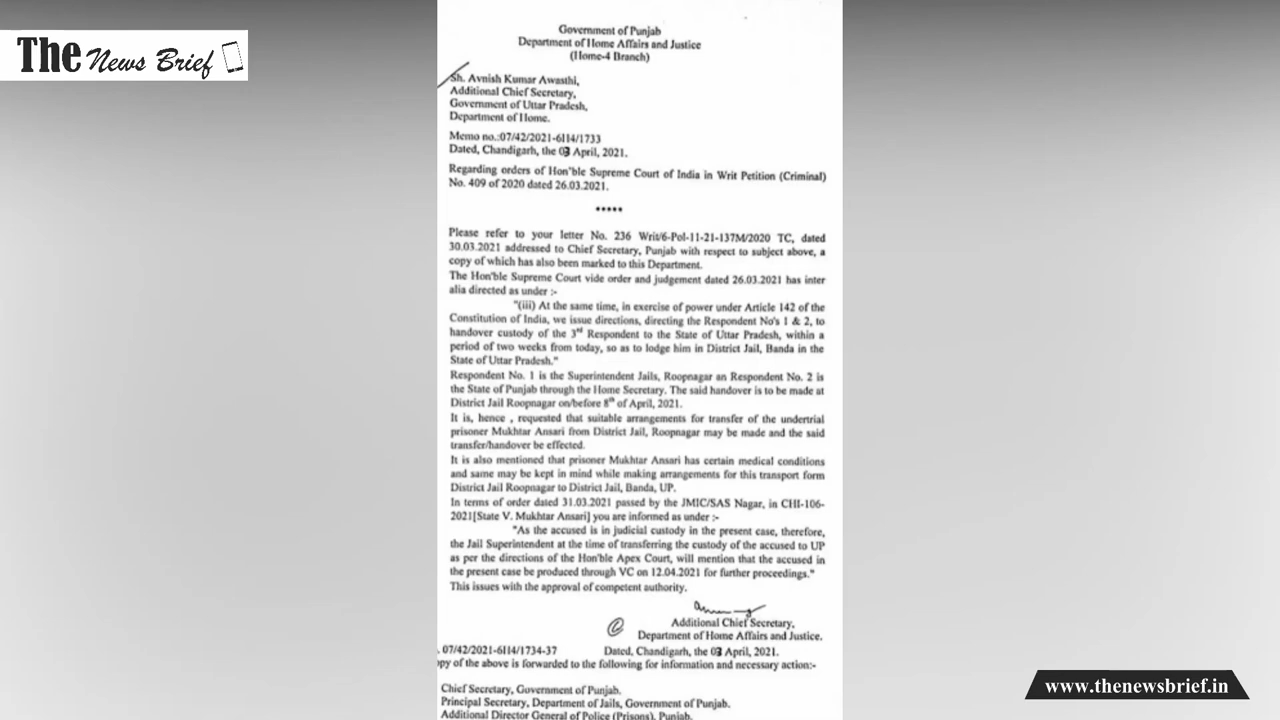 The News Brief
Government of Punjab
Department of Home Affairs and Justice
(Home-4 Branch)
Sh. Avnish Kumar Awasthi,
Additional Chief Secretary,
Government of Uttar Pradesh,
Department of Home.
Memo no.:07/42/2021-6114/1733
Dated, Chandigarh, the 03 April, 2021.
Regarding orders of Hon'ble Supreme Court of India in Writ Petition (Criminal)
No. 409 of 2020 dated 26.03.2021.
*****
Please refer to your letter No. 236 Writ/6-Pol-11-21-137M/2020 TC, dated
30.03.2021 addressed to Chief Secretary, Punjab with respect to subject above, a
copy of which has also been marked to this Department.
The Hon'ble Supreme Court vide order and judgement dated 26.03.2021 has inter
alia directed as under :-
"(iii) At the same time, in exercise of power under Article 142 of the
Constitution of India, we issue directions, directing the Respondent No's 1 & 2, to
handover custody of the 3rd Respondent to the State of Uttar Pradesh, within a
period of two weeks from today, so as to lodge him in District Jail, Banda in the
State of Uttar Pradesh."
Respondent No. 1 is the Superintendent Jails, Roopnagar an Respondent No. 2 is
the State of Punjab through the Home Secretary. The said handover is to be made at
District Jail Roopnagar on/before 8th of April, 2021.
It is, hence , requested that suitable arrangements for transfer of the undertrial
prisoner Mukhtar Ansari from District Jail, Roopnagar may be made and the said
transfer/handover be effected.
It is also mentioned that prisoner Mukhtar Ansari has certain medical conditions
and same may be kept in mind while making arrangements for this transport form
District Jail Roopnagar to District Jail, Banda, UP.
In terms of order dated 31.03.2021 passed by the JMIC/SAS Nagar, in CHI-106-
2021[State V. Mukhtar Ansari] you are informed as under :-
"As the accused is in judicial custody in the present case, therefore,
the Jail Superintendent at the time of transferring the custody of the accused to UP
as per the directions of the Hon'ble Apex Court, will mention that the accused in
the present case be produced through VC on 12.04.2021 for further proceedings."
This issues with the approval of competent authority.
Additional Chief Secretary,
Department of Home Affairs and Justice.
. 07/42/2021-6114/1734-37 Dated, Chandigarh, the 03 April, 2021.
opy of the above is forwarded to the following for information and necessary action:-
Chief Secretary, Government of Punjab.
Principal Secretary, Department of Jails, Government of Punjab.
Additional Director General of Police (Prisons), Punjab.
www.thenewsbrief.in